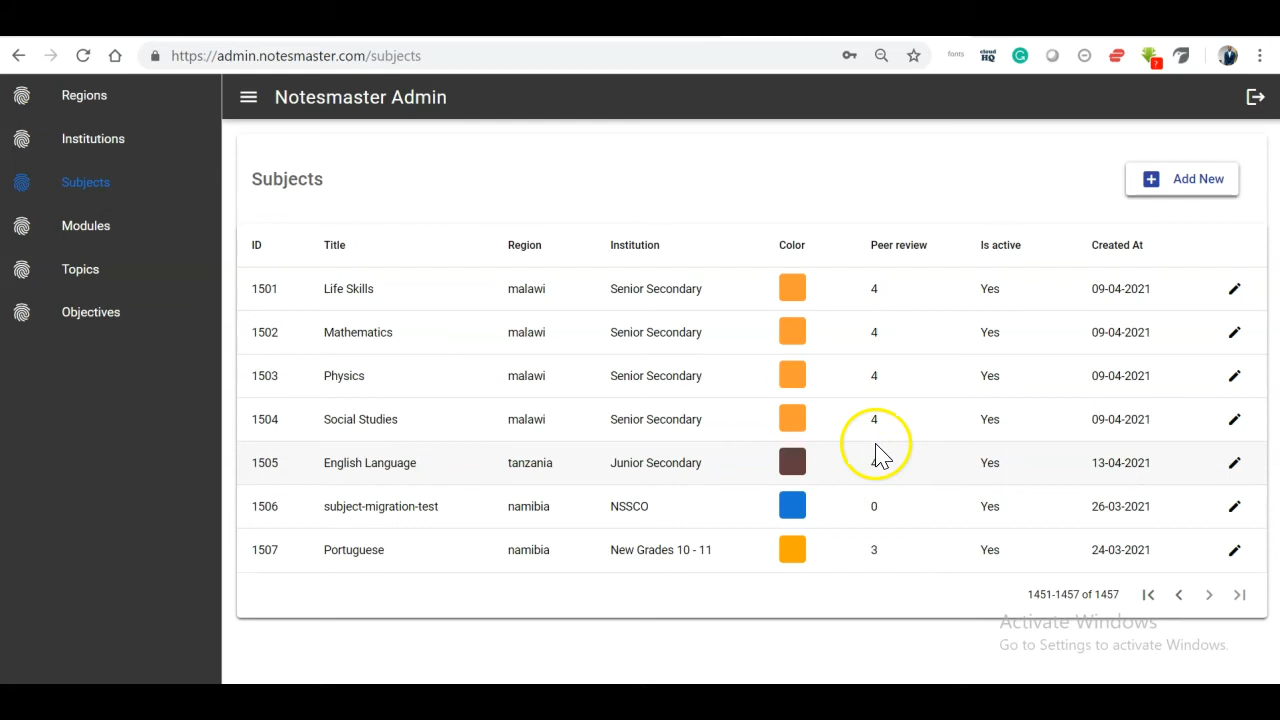 https://admin.notesmaster.com/subjects
fonts
cloud HQ
?
Regions
Institutions
Subjects
Modules
Topics
Objectives
Notesmaster Admin
Subjects
Add New
ID Title Region Institution Color Peer review Is active Created At
1501 Life Skills malawi Senior Secondary 4 Yes 09-04-2021
1502 Mathematics malawi Senior Secondary 4 Yes 09-04-2021
1503 Physics malawi Senior Secondary 4 Yes 09-04-2021
1504 Social Studies malawi Senior Secondary 4 Yes 09-04-2021
1505 English Language tanzania Junior Secondary Yes 13-04-2021
1506 subject-migration-test namibia NSSCO 0 Yes 26-03-2021
1507 Portuguese namibia New Grades 10 - 11 3 Yes 24-03-2021
1451-1457 of 1457
Activate Windows
Go to Settings to activate Windows.